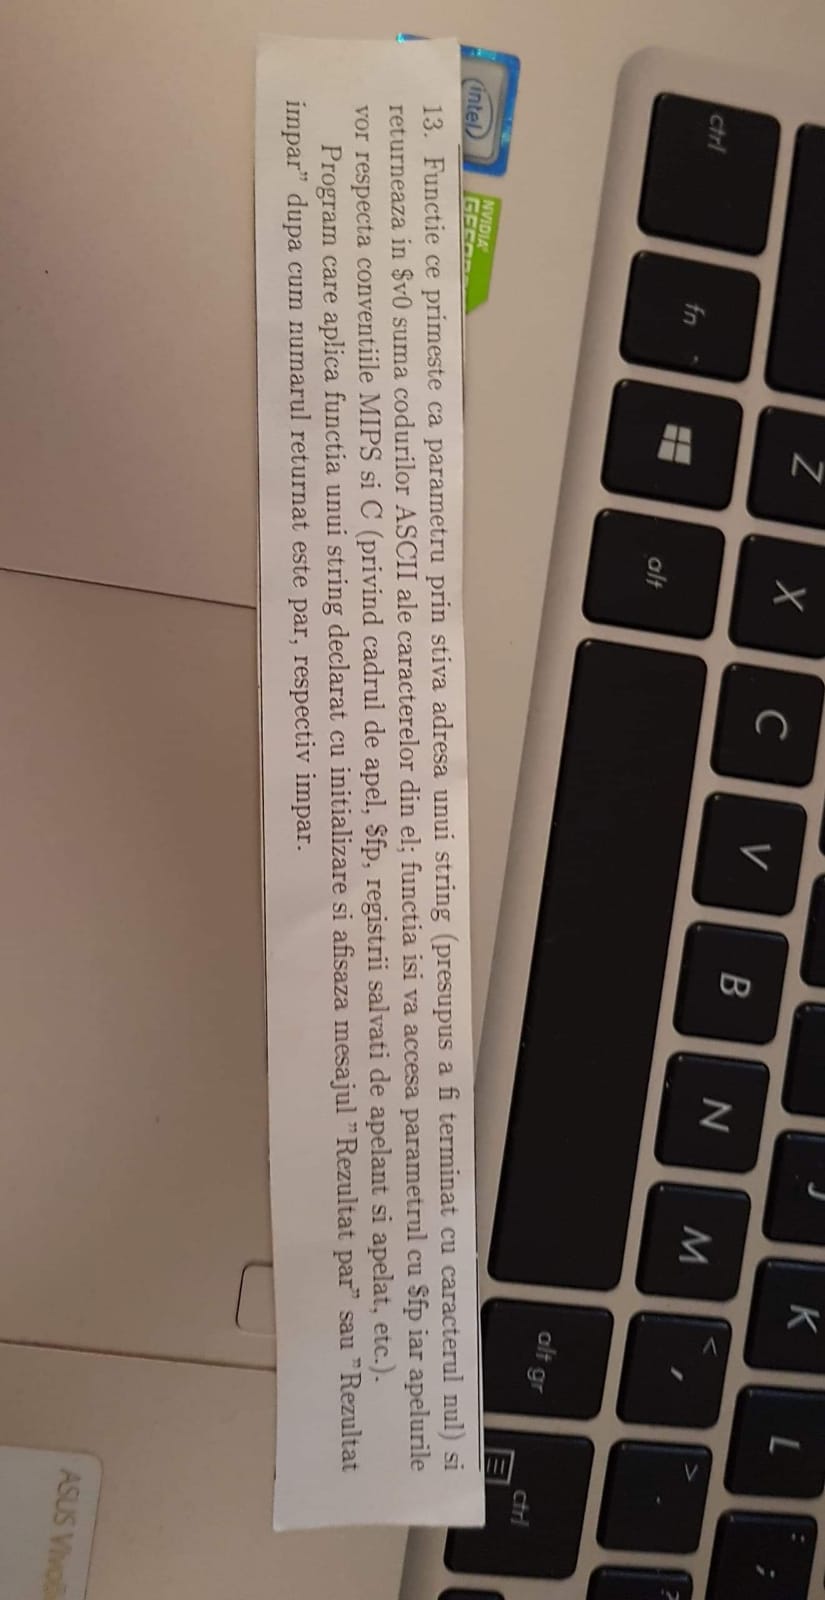 13. Functie ce primeste ca parametru prin stiva adresa unui string (presupus a fi terminat cu caracterul nul) si
returneaza in $v0 suma codurilor ASCII ale caracterelor din el; functia isi va accesa parametrul cu $fp iar apelurile
vor respecta conventiile MIPS si C (privind cadrul de apel, $fp, registrii salvati de apelant si apelat, etc.).
Program care aplica functia unui string declarat cu initializare si afisaza mesajul "Rezultat par" sau "Rezultat
impar" dupa cum numarul returnat este par, respectiv impar.
intel
NVIDIA
ctrl
fn
alt
Z
X
C
V
B
N
M
< ,
> .
?
J
K
L
: ;
alt gr
ctrl
ASUS